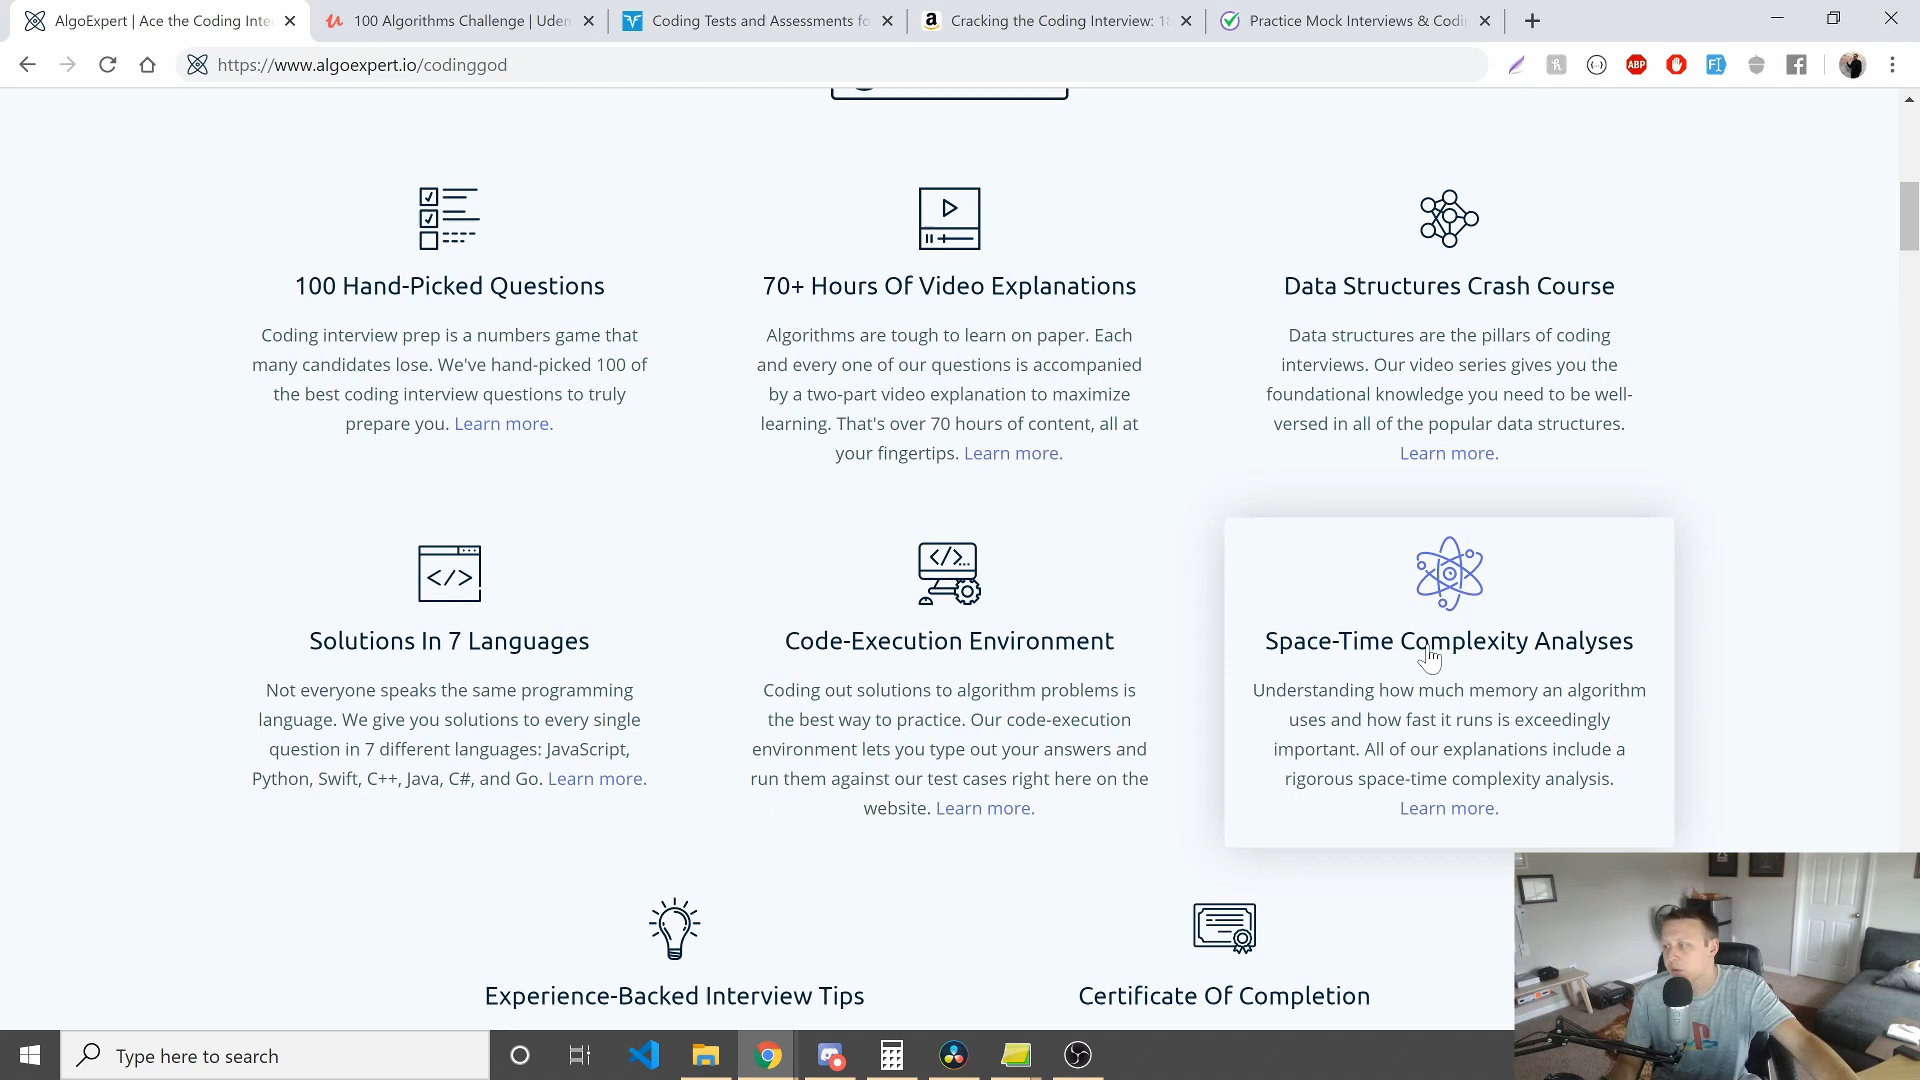 AlgoExpert | Ace the Coding Inte
100 Algorithms Challenge | Uden
Coding Tests and Assessments fo
Cracking the Coding Interview: 18
Practice Mock Interviews & Codin
https://www.algoexpert.io/codinggod
ABP
100 Hand-Picked Questions
Coding interview prep is a numbers game that
many candidates lose. We've hand-picked 100 of
the best coding interview questions to truly
prepare you. Learn more.
70+ Hours Of Video Explanations
Algorithms are tough to learn on paper. Each
and every one of our questions is accompanied
by a two-part video explanation to maximize
learning. That's over 70 hours of content, all at
your fingertips. Learn more.
Data Structures Crash Course
Data structures are the pillars of coding
interviews. Our video series gives you the
foundational knowledge you need to be well-
versed in all of the popular data structures.
Learn more.
Solutions In 7 Languages
Not everyone speaks the same programming
language. We give you solutions to every single
question in 7 different languages: JavaScript,
Python, Swift, C++, Java, C#, and Go. Learn more.
Code-Execution Environment
Coding out solutions to algorithm problems is
the best way to practice. Our code-execution
environment lets you type out your answers and
run them against our test cases right here on the
website. Learn more.
Space-Time Complexity Analyses
Understanding how much memory an algorithm
uses and how fast it runs is exceedingly
important. All of our explanations include a
rigorous space-time complexity analysis.
Learn more.
Experience-Backed Interview Tips
Certificate Of Completion
Type here to search